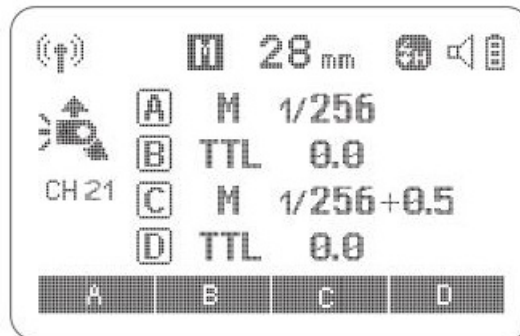 M 28 mm
A M 1/256
B TTL 0.0
CH 21
C M 1/256+0.5
D TTL 0.0
A B C D